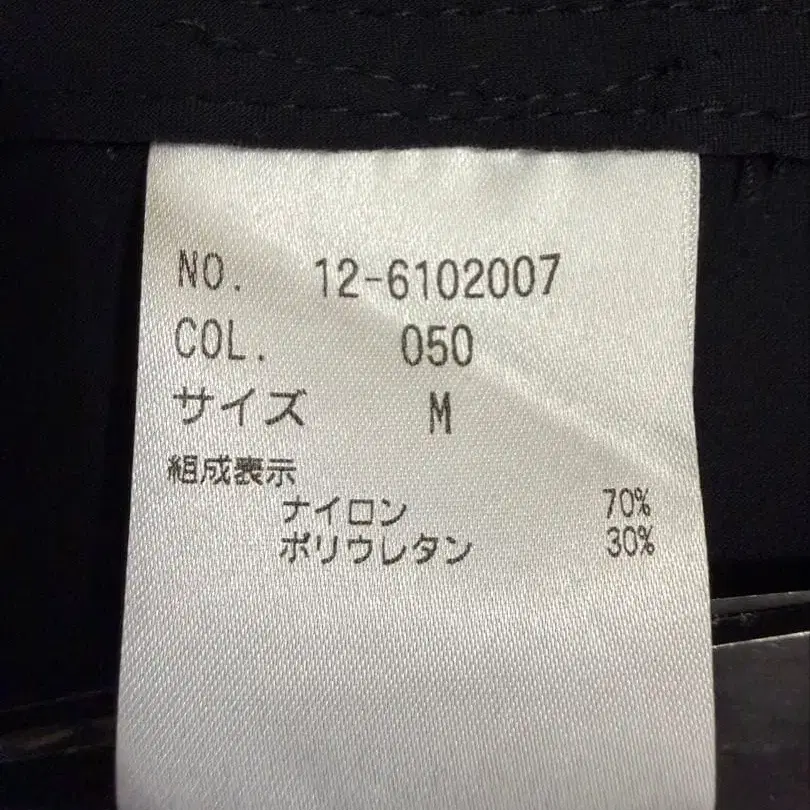 NO. 12-6102007
COL. 050
サイズ M
組成表示
ナイロン 70%
ポリウレタン 30%